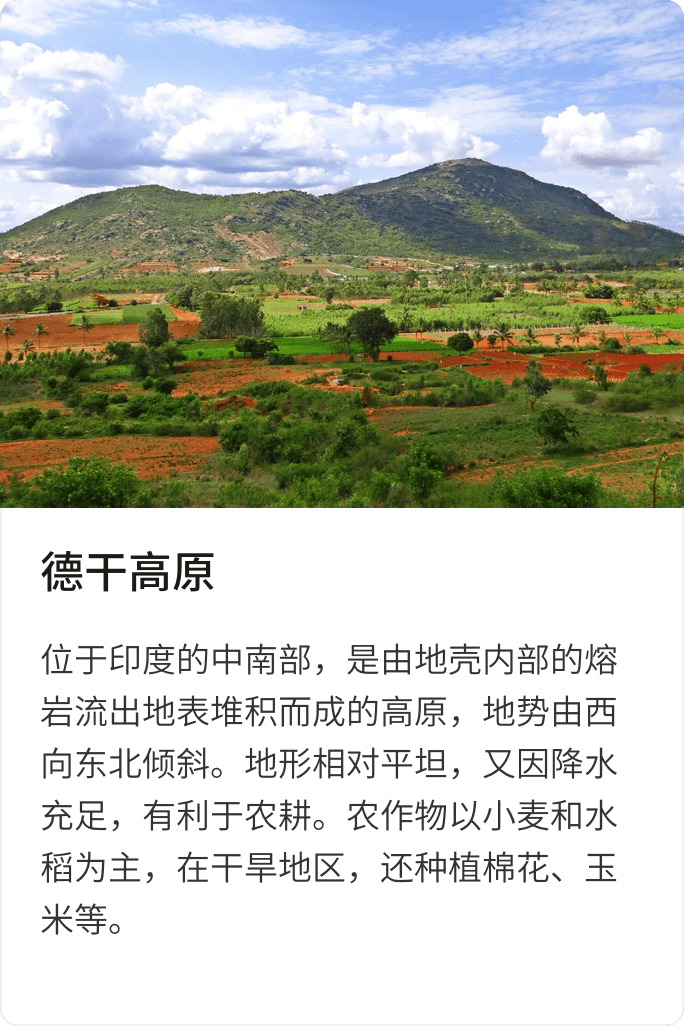 德干高原
位于印度的中南部，是由地壳内部的熔
岩流出地表堆积而成的高原，地势由西
向东北倾斜。地形相对平坦，又因降水
充足，有利于农耕。农作物以小麦和水
稻为主，在干旱地区，还种植棉花、玉
米等。